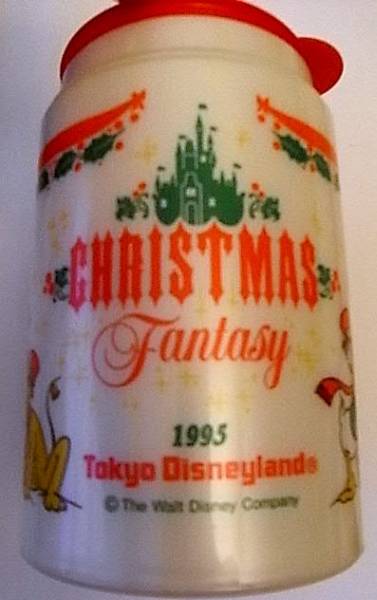 CHRISTMAS
Fantasy
1995
Tokyo Disneyland®
© The Walt Disney Company